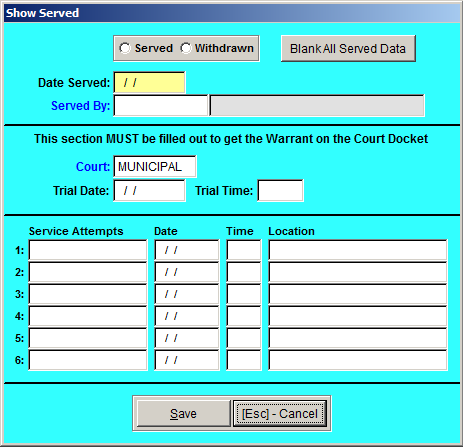 Show Served
Served Withdrawn Blank All Served Data
Date Served: / /
Served By:
This section MUST be filled out to get the Warrant on the Court Docket
Court: MUNICIPAL
Trial Date: / / Trial Time:
Service Attempts Date Time Location
1: / /
2: / /
3: / /
4: / /
5: / /
6: / /
Save [Esc] - Cancel